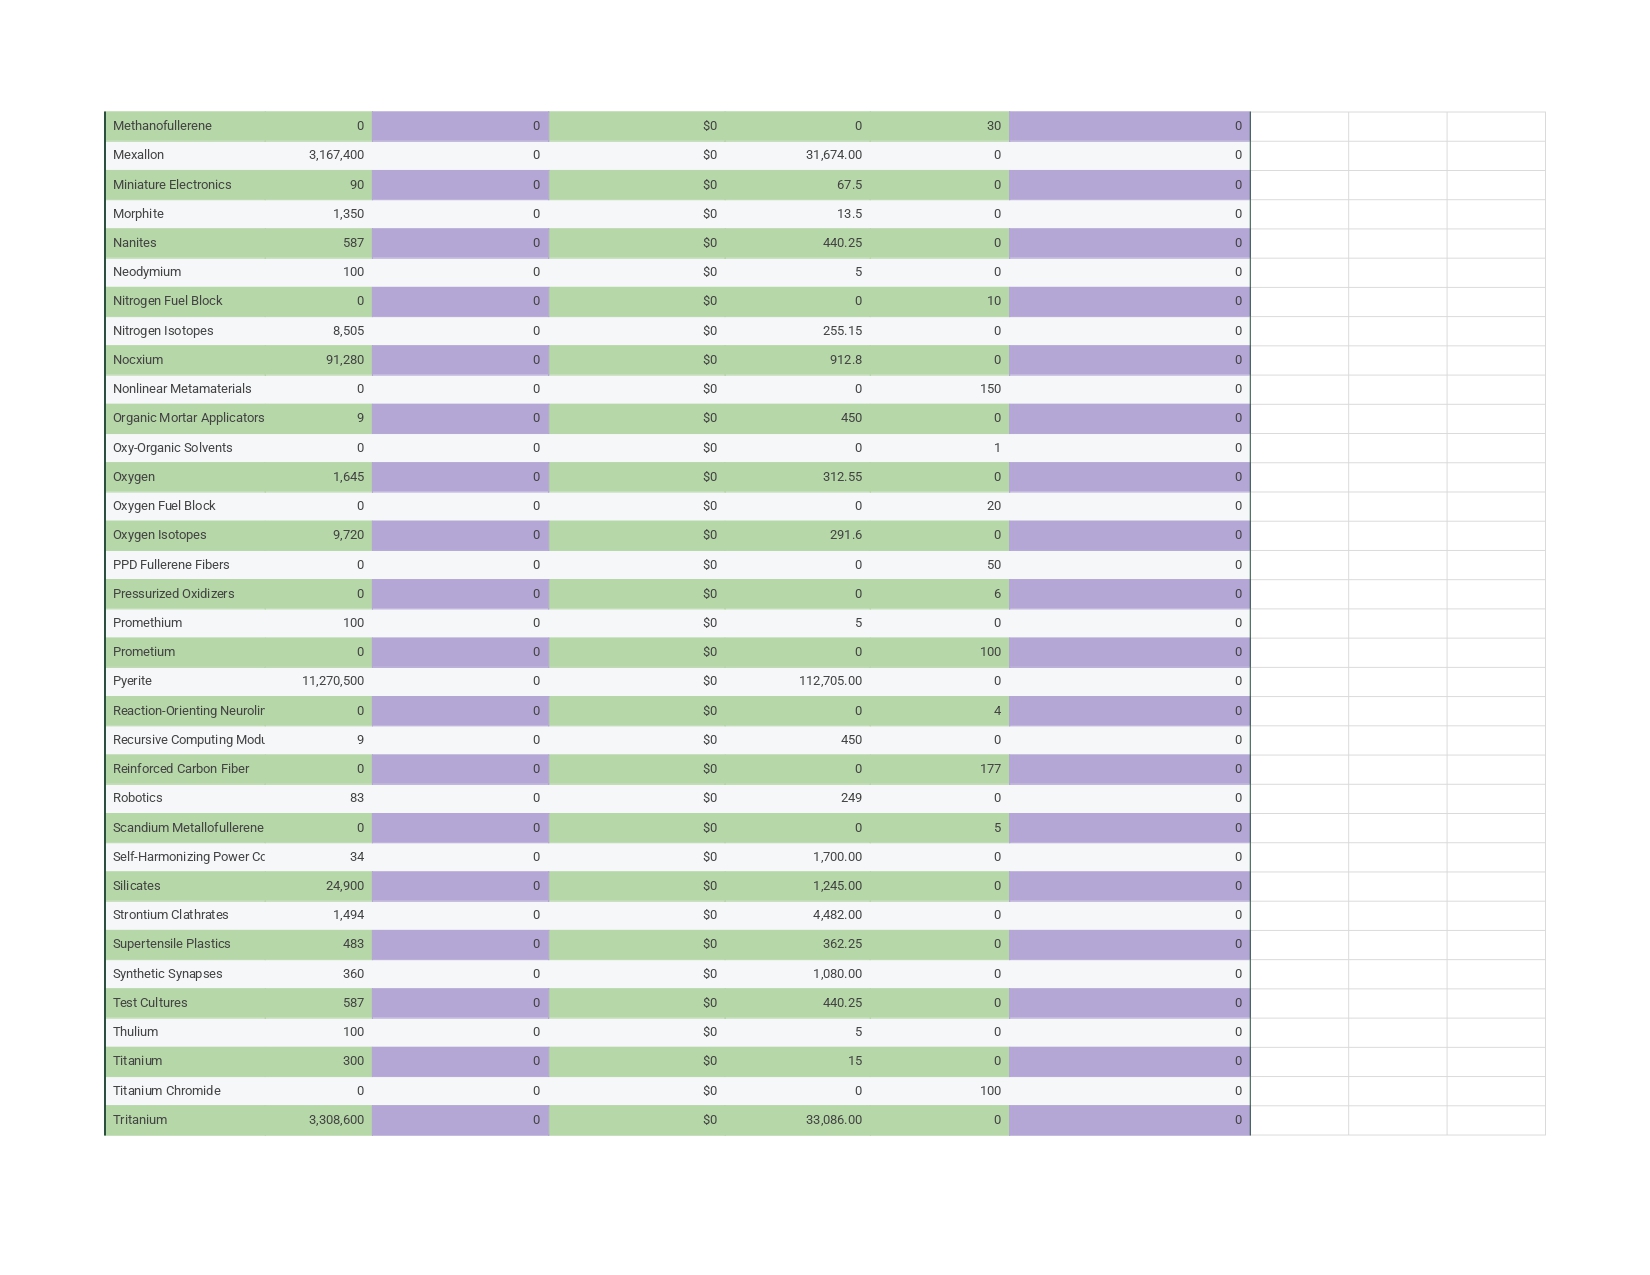 Methanofullerene 0 0 $0 0 30 0
Mexallon 3,167,400 0 $0 31,674.00 0 0
Miniature Electronics 90 0 $0 67.5 0 0
Morphite 1,350 0 $0 13.5 0 0
Nanites 587 0 $0 440.25 0 0
Neodymium 100 0 $0 5 0 0
Nitrogen Fuel Block 0 0 $0 0 10 0
Nitrogen Isotopes 8,505 0 $0 255.15 0 0
Nocxium 91,280 0 $0 912.8 0 0
Nonlinear Metamaterials 0 0 $0 0 150 0
Organic Mortar Applicators 9 0 $0 450 0 0
Oxy-Organic Solvents 0 0 $0 0 1 0
Oxygen 1,645 0 $0 312.55 0 0
Oxygen Fuel Block 0 0 $0 0 20 0
Oxygen Isotopes 9,720 0 $0 291.6 0 0
PPD Fullerene Fibers 0 0 $0 0 50 0
Pressurized Oxidizers 0 0 $0 0 6 0
Promethium 100 0 $0 5 0 0
Prometium 0 0 $0 0 100 0
Pyerite 11,270,500 0 $0 112,705.00 0 0
Reaction-Orienting Neurolin 0 0 $0 0 4 0
Recursive Computing Modu 9 0 $0 450 0 0
Reinforced Carbon Fiber 0 0 $0 0 177 0
Robotics 83 0 $0 249 0 0
Scandium Metallofullerene 0 0 $0 0 5 0
Self-Harmonizing Power Co 34 0 $0 1,700.00 0 0
Silicates 24,900 0 $0 1,245.00 0 0
Strontium Clathrates 1,494 0 $0 4,482.00 0 0
Supertensile Plastics 483 0 $0 362.25 0 0
Synthetic Synapses 360 0 $0 1,080.00 0 0
Test Cultures 587 0 $0 440.25 0 0
Thulium 100 0 $0 5 0 0
Titanium 300 0 $0 15 0 0
Titanium Chromide 0 0 $0 0 100 0
Tritanium 3,308,600 0 $0 33,086.00 0 0